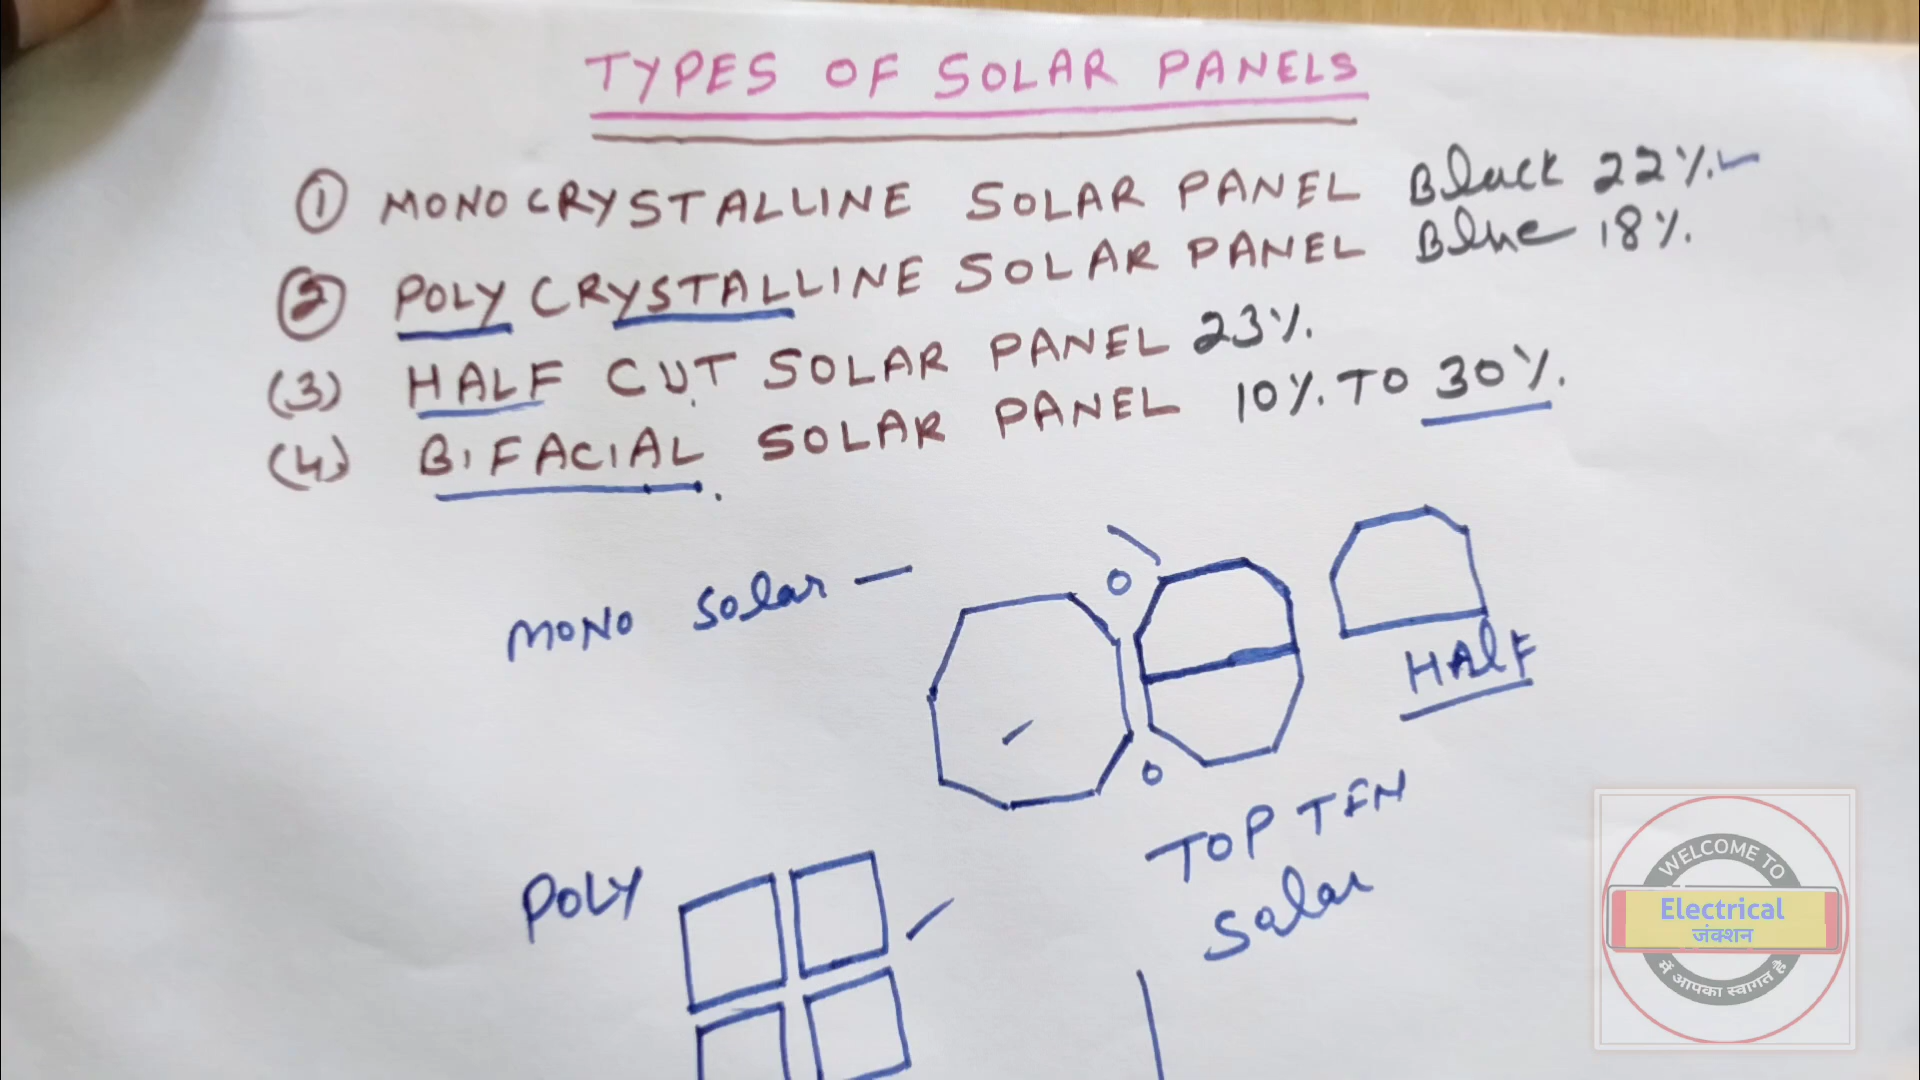 TYPES OF SOLAR PANELS
① MONOCRYSTALLINE SOLAR PANEL Black 22%.
② POLYCRYSTALLINE SOLAR PANEL Blue 18%.
(3) HALF CUT SOLAR PANEL 23%.
(4) BIFACIAL SOLAR PANEL 10%. TO 30%.
MONO Solar
HAlF
TOP TEN
Solar
POLY
WELCOME TO
Electrical
जंक्शन
में आपका स्वागत है